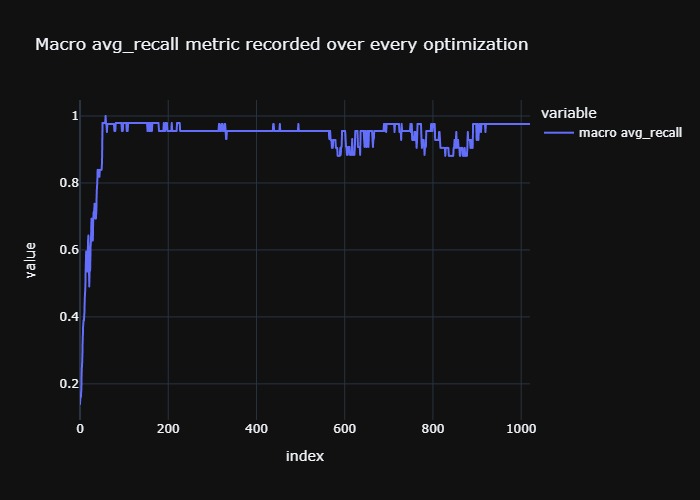 Macro avg_recall metric recorded over every optimization
variable
macro avg_recall
value
1
0.8
0.6
0.4
0.2
0 200 400 600 800 1000
index